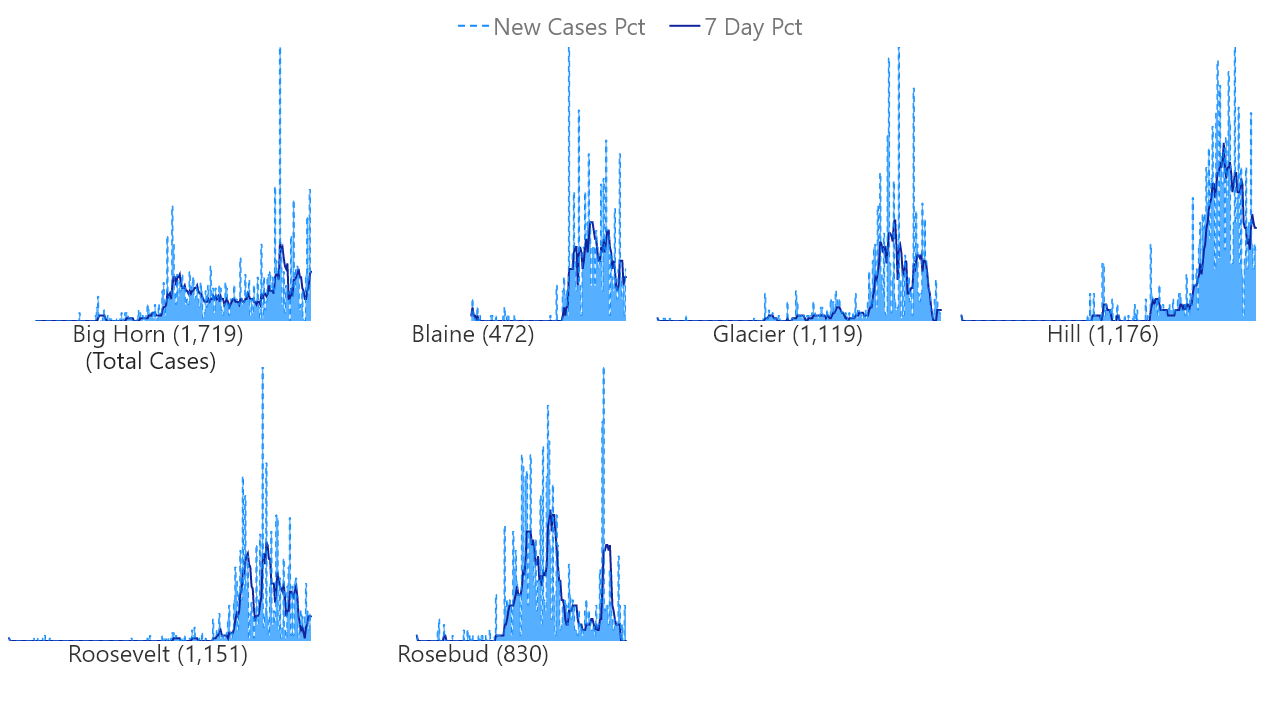 New Cases Pct 7 Day Pct
Big Horn (1,719)
(Total Cases)
Blaine (472)
Glacier (1,119)
Hill (1,176)
Roosevelt (1,151)
Rosebud (830)